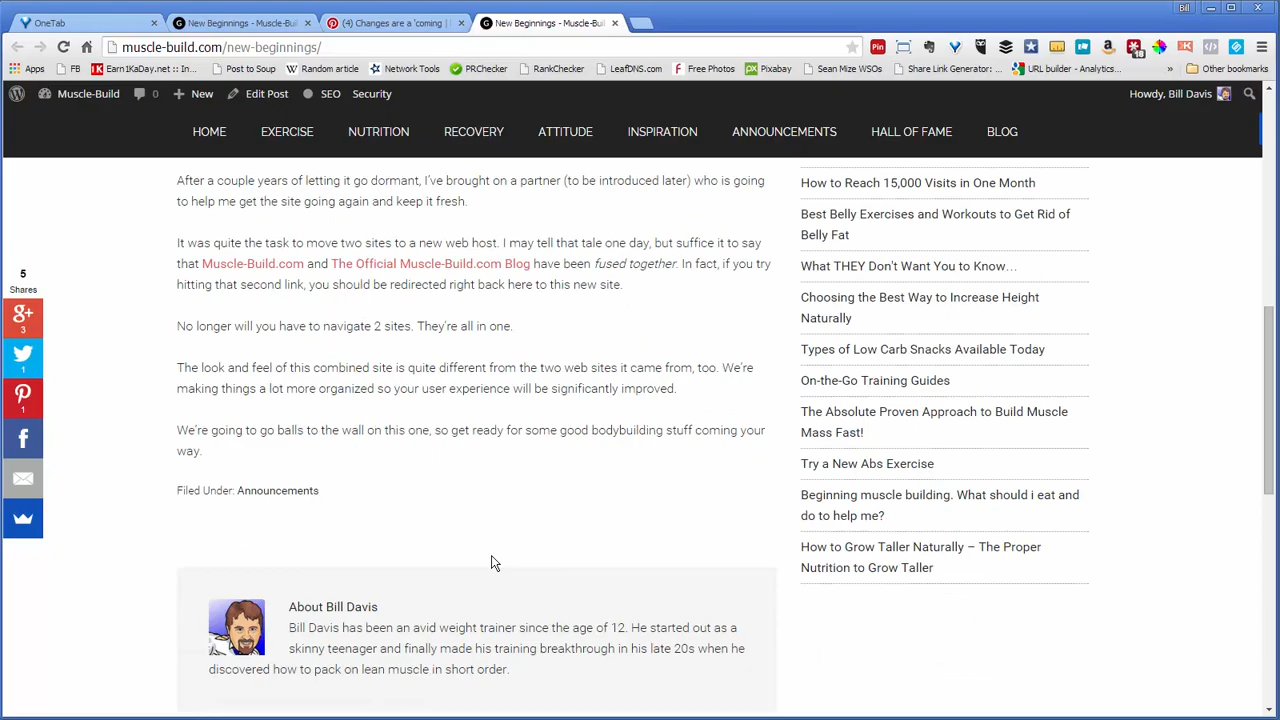 Bill
OneTab
New Beginnings - Muscle-Buil
(4) Changes are a 'coming |
New Beginnings - Muscle-Buil
muscle-build.com/new-beginnings/
Apps
FB
Earn1KaDay.net :: In
Post to Soup
Random article
Network Tools
PRChecker
RankChecker
LeafDNS.com
Free Photos
Pixabay
Sean Mize WSOs
Share Link Generator:
URL builder - Analytics...
»
Other bookmarks
Muscle-Build
0
New
Edit Post
SEO
Security
Howdy, Bill Davis
HOME
EXERCISE
NUTRITION
RECOVERY
ATTITUDE
INSPIRATION
ANNOUNCEMENTS
HALL OF FAME
BLOG
After a couple years of letting it go dormant, I've brought on a partner (to be introduced later) who is going
to help me get the site going again and keep it fresh.
It was quite the task to move two sites to a new web host. I may tell that tale one day, but suffice it to say
that Muscle-Build.com and The Official Muscle-Build.com Blog have been fused together. In fact, if you try
hitting that second link, you should be redirected right back here to this new site.
No longer will you have to navigate 2 sites. They're all in one.
The look and feel of this combined site is quite different from the two web sites it came from, too. We're
making things a lot more organized so your user experience will be significantly improved.
We're going to go balls to the wall on this one, so get ready for some good bodybuilding stuff coming your
way.
Filed Under: Announcements
About Bill Davis
Bill Davis has been an avid weight trainer since the age of 12. He started out as a
skinny teenager and finally made his training breakthrough in his late 20s when he
discovered how to pack on lean muscle in short order.
5
Shares
g+
3
1
1
How to Reach 15,000 Visits in One Month
Best Belly Exercises and Workouts to Get Rid of
Belly Fat
What THEY Don't Want You to Know…
Choosing the Best Way to Increase Height
Naturally
Types of Low Carb Snacks Available Today
On-the-Go Training Guides
The Absolute Proven Approach to Build Muscle
Mass Fast!
Try a New Abs Exercise
Beginning muscle building. What should i eat and
do to help me?
How to Grow Taller Naturally – The Proper
Nutrition to Grow Taller